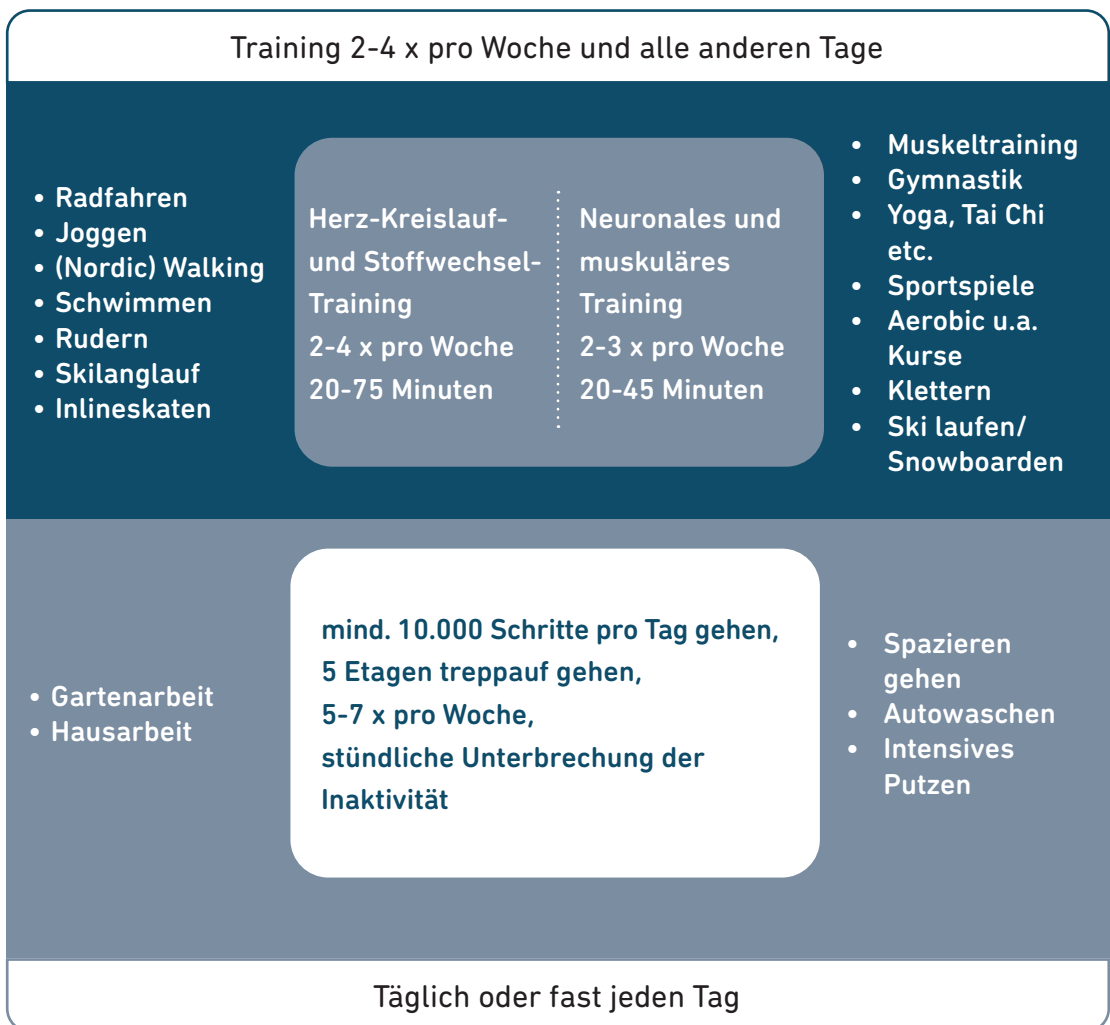 Training 2-4 x pro Woche und alle anderen Tage
• Radfahren
• Joggen
• (Nordic) Walking
• Schwimmen
• Rudern
• Skilanglauf
• Inlineskaten
Herz-Kreislauf-
und Stoffwechsel-
Training
2-4 x pro Woche
20-75 Minuten
Neuronales und
muskuläres
Training
2-3 x pro Woche
20-45 Minuten
• Muskeltraining
• Gymnastik
• Yoga, Tai Chi
etc.
• Sportspiele
• Aerobic u.a.
Kurse
• Klettern
• Ski laufen/
Snowboarden
• Gartenarbeit
• Hausarbeit
mind. 10.000 Schritte pro Tag gehen,
5 Etagen treppauf gehen,
5-7 x pro Woche,
stündliche Unterbrechung der
Inaktivität
• Spazieren
gehen
• Autowaschen
• Intensives
Putzen
Täglich oder fast jeden Tag